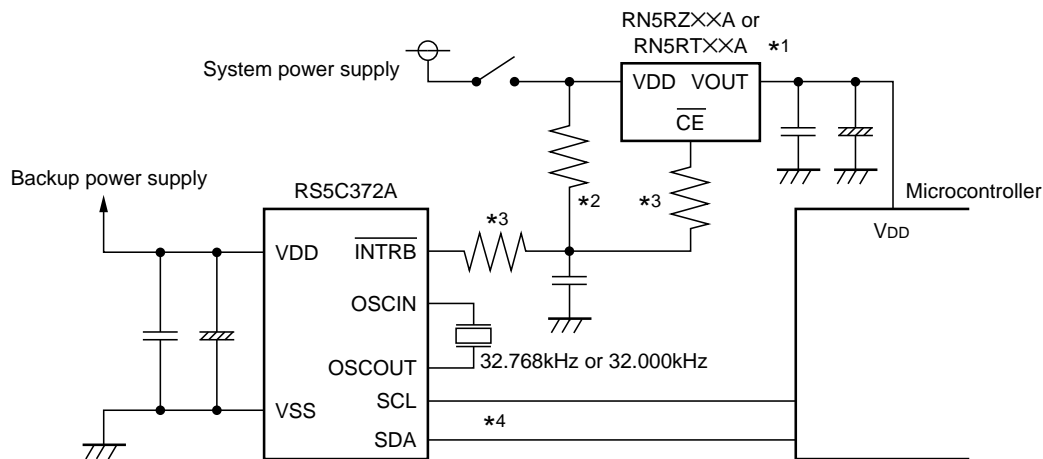 RN5RZ××A or
RN5RT××A *1
System power supply
VDD VOUT
CE
Backup power supply
RS5C372A
*2
*3
Microcontroller
*3
VDD
VDD
INTRB
OSCIN
32.768kHz or 32.000kHz
OSCOUT
SCL
VSS
*4
SDA